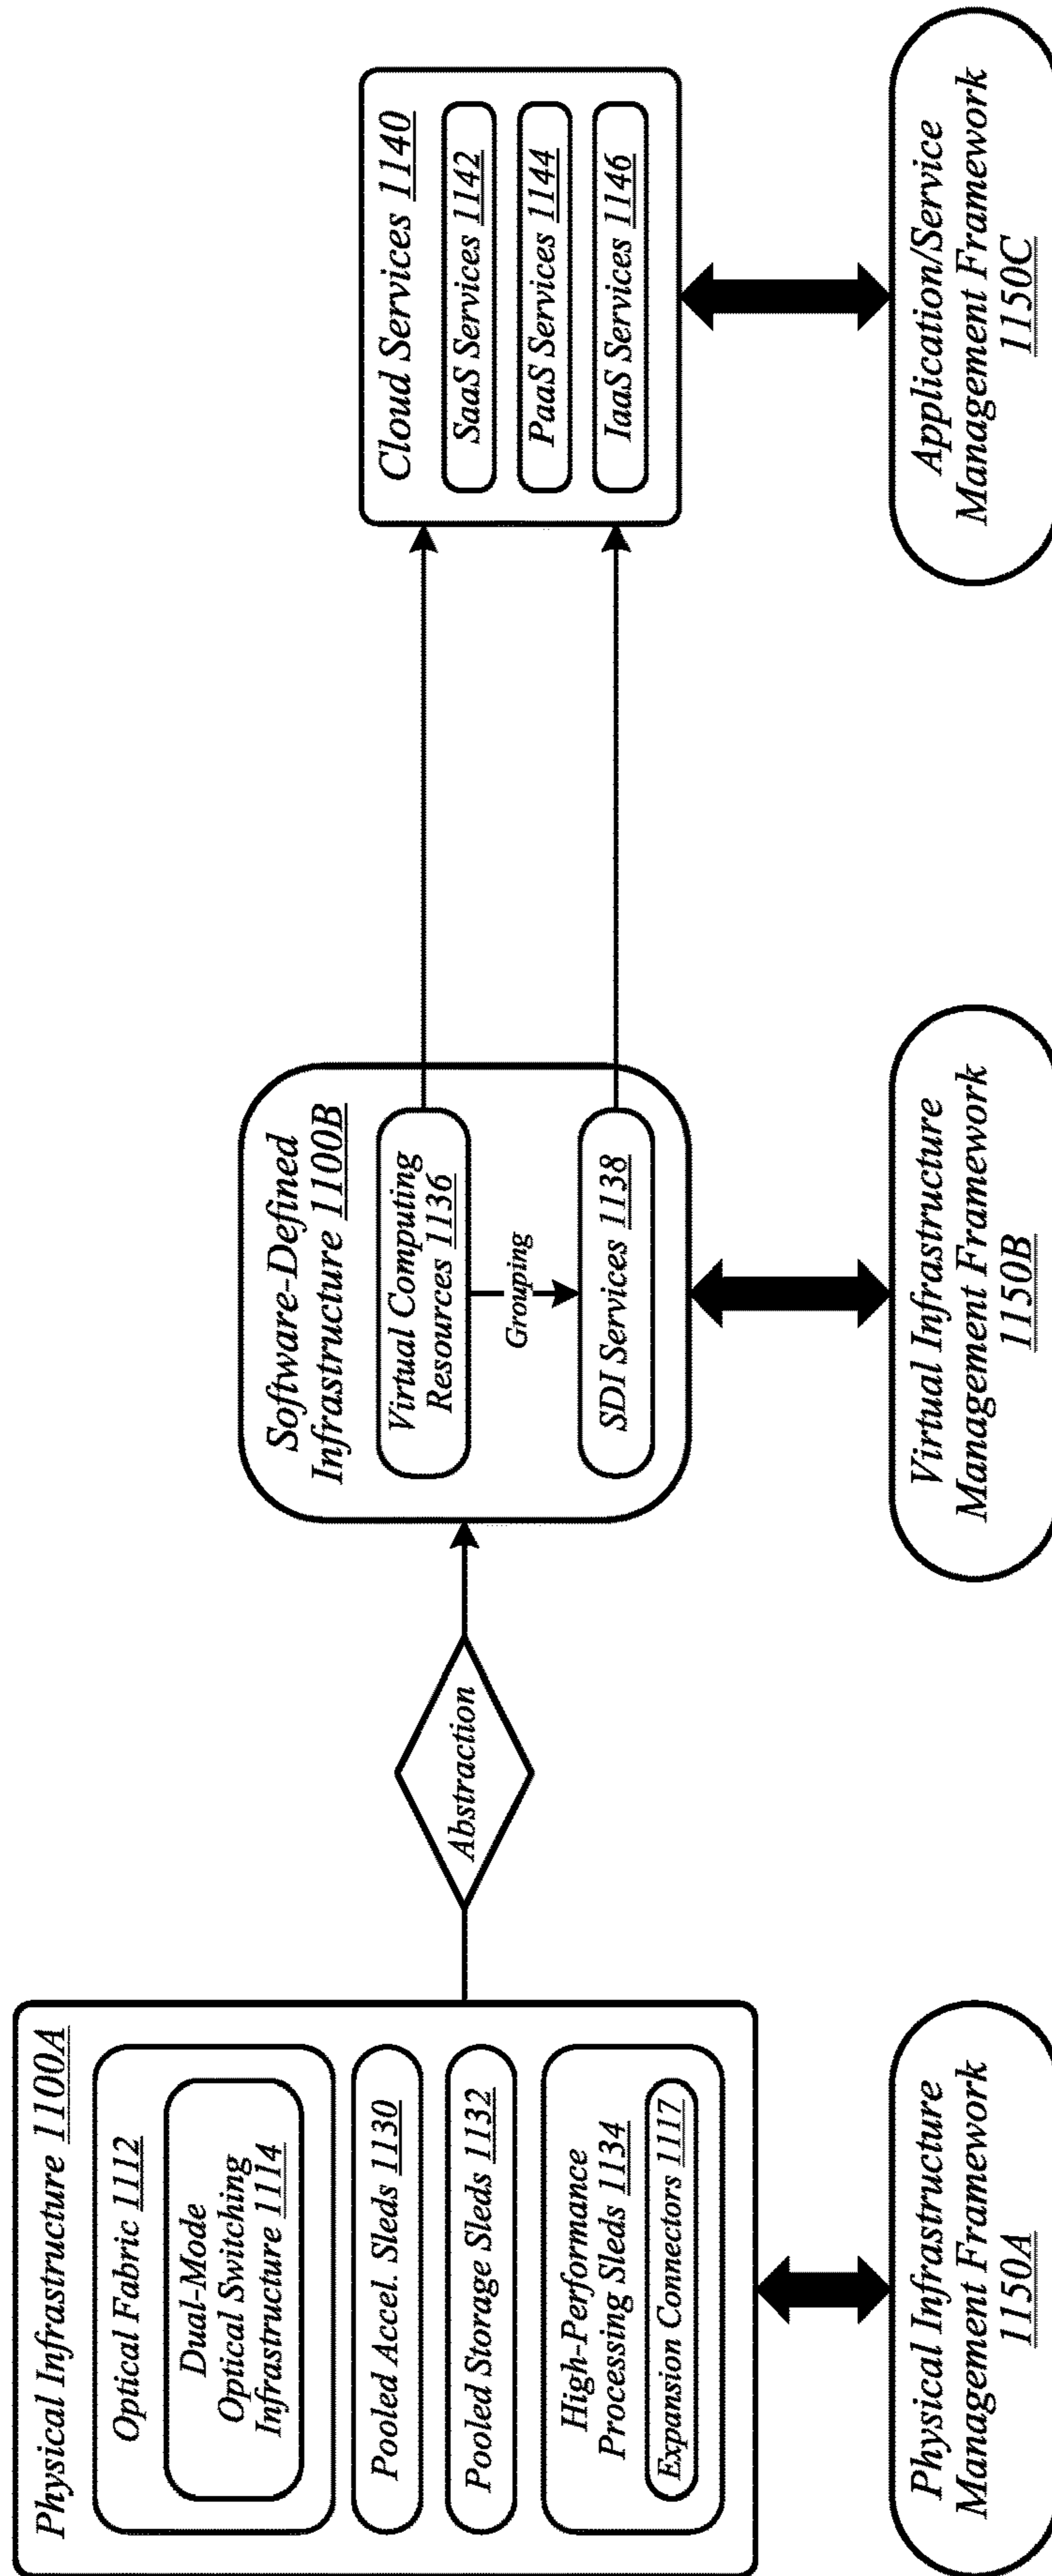 Physical Infrastructure 1100A
Optical Fabric 1112
Dual-Mode
Optical Switching
Infrastructure 1114
Pooled Accel. Sleds 1130
Pooled Storage Sleds 1132
High-Performance
Processing Sleds 1134
Expansion Connectors 1117
Abstraction
Software-Defined
Infrastructure 1100B
Virtual Computing
Resources 1136
Grouping
SDI Services 1138
Cloud Services 1140
SaaS Services 1142
PaaS Services 1144
IaaS Services 1146
Physical Infrastructure
Management Framework
1150A
Virtual Infrastructure
Management Framework
1150B
Application/Service
Management Framework
1150C